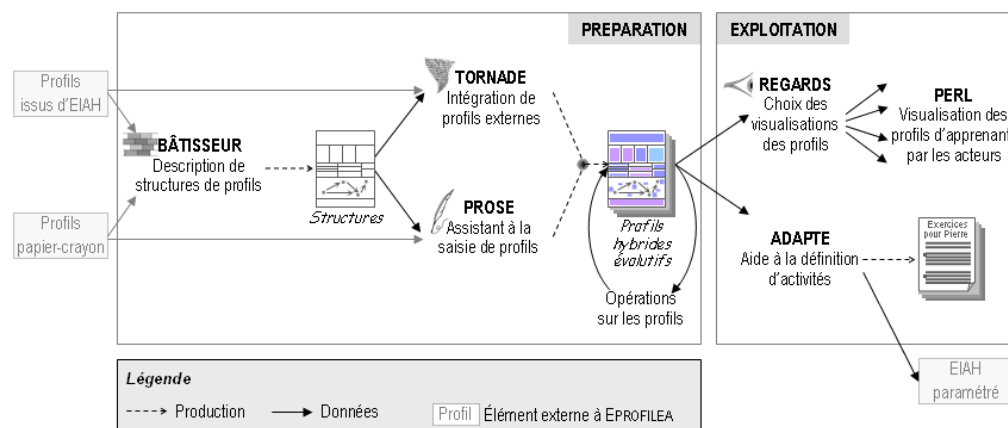 PREPARATION
EXPLOITATION
Profils
issus d'EIAH
Profils
papier-crayon
BÂTISSEUR
Description de
structures de profils
Structures
TORNADE
Intégration de
profils externes
PROSE
Assistant à la
saisie de profils
Profils
hybrides
évalutifs
Opérations
sur les profils
REGARDS
Choix des
visualisations
des profils
PERL
Visualisation des
profils d'apprenant
par les acteurs
ADAPTE
Aide à la définition
d'activités
Exercices
pour Pierre
EIAH
paramétré
Légende
Production
Données
Profil
Élément externe à EPROFILEA